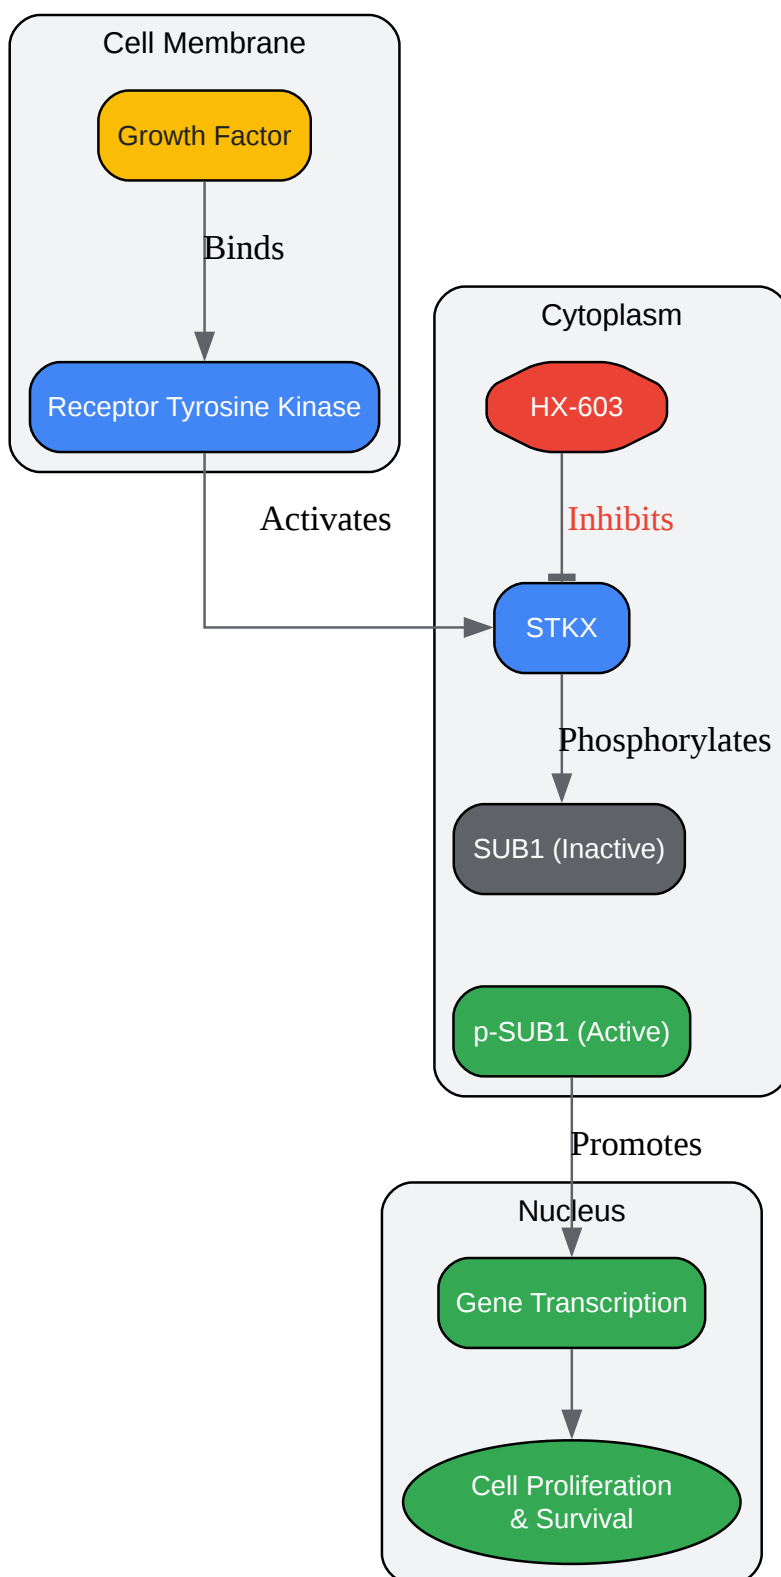 Cell Membrane
Growth Factor
Binds
Receptor Tyrosine Kinase
Activates
Cytoplasm
HX-603
Inhibits
STKX
Phosphorylates
SUB1 (Inactive)
p-SUB1 (Active)
Promotes
Nucleus
Gene Transcription
Cell Proliferation
& Survival